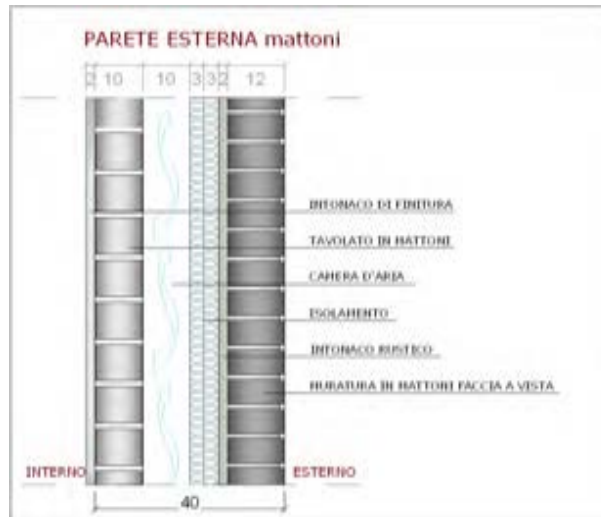 PARETE ESTERNA mattoni
2 10 10 3 3 2 12
INTONACO DI FINITURA
TAVOLATO IN MATTONI
CAMERA D'ARIA
ISOLAMENTO
INTONACO RUSTICO
MURATURA IN MATTONI FACCIA A VISTA
INTERNO ESTERNO
40